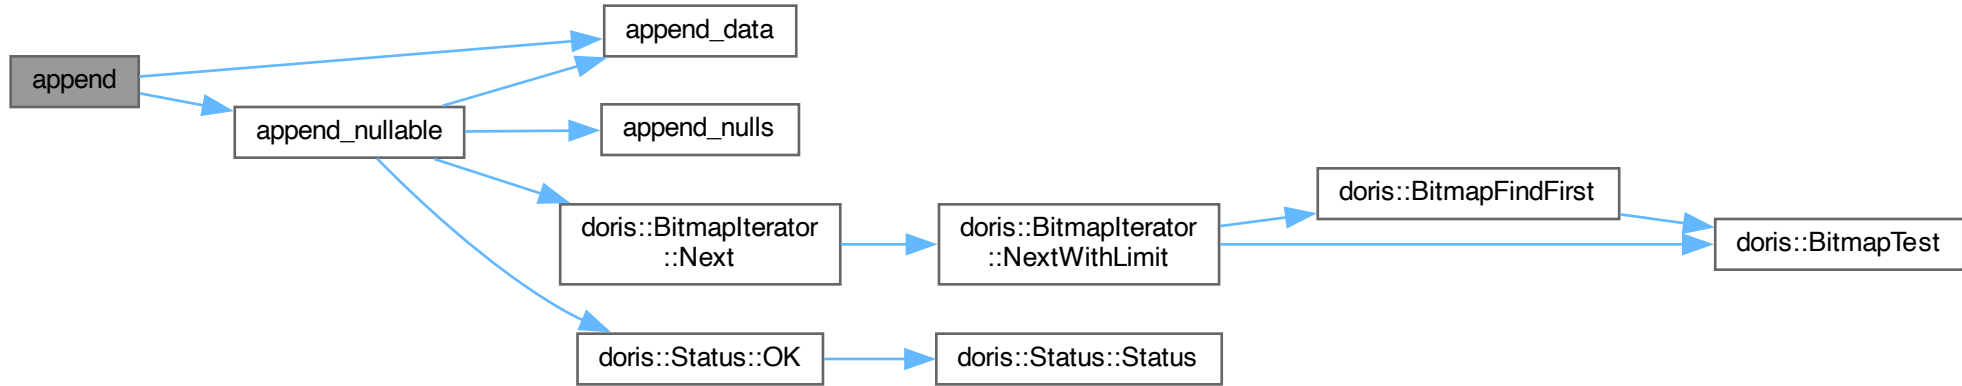 append
append_data
append_nullable
append_nulls
doris::BitmapIterator
::Next
doris::BitmapIterator
::NextWithLimit
doris::BitmapFindFirst
doris::BitmapTest
doris::Status::OK
doris::Status::Status